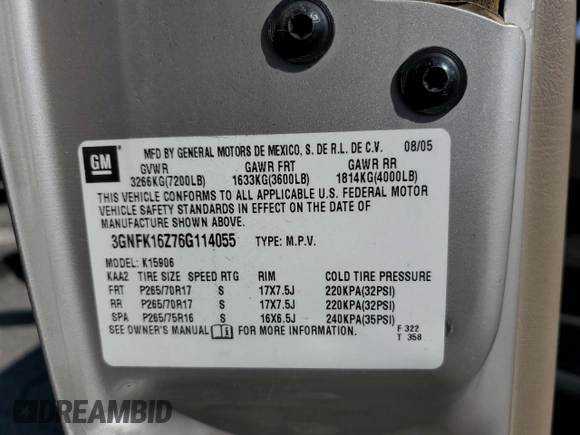 GM
MFD BY GENERAL MOTORS DE MEXICO, S. DE R.L. DE C.V. 08/05
GVWR GAWR FRT GAWR RR
3266KG(7200LB) 1633KG(3600LB) 1814KG(4000LB)
THIS VEHICLE CONFORMS TO ALL APPLICABLE U.S. FEDERAL MOTOR
VEHICLE SAFETY STANDARDS IN EFFECT ON THE DATE OF
MANUFACTURE SHOWN ABOVE.
3GNFK16Z76G114055 TYPE: M.P.V.
MODEL: K15906
KAA2 TIRE SIZE SPEED RTG RIM COLD TIRE PRESSURE
FRT P265/70R17 S 17X7.5J 220KPA(32PSI)
RR P265/70R17 S 17X7.5J 220KPA(32PSI)
SPA P265/75R16 S 16X6.5J 240KPA(35PSI)
SEE OWNER'S MANUAL FOR MORE INFORMATION.
F 322
T 358
DREAMBID